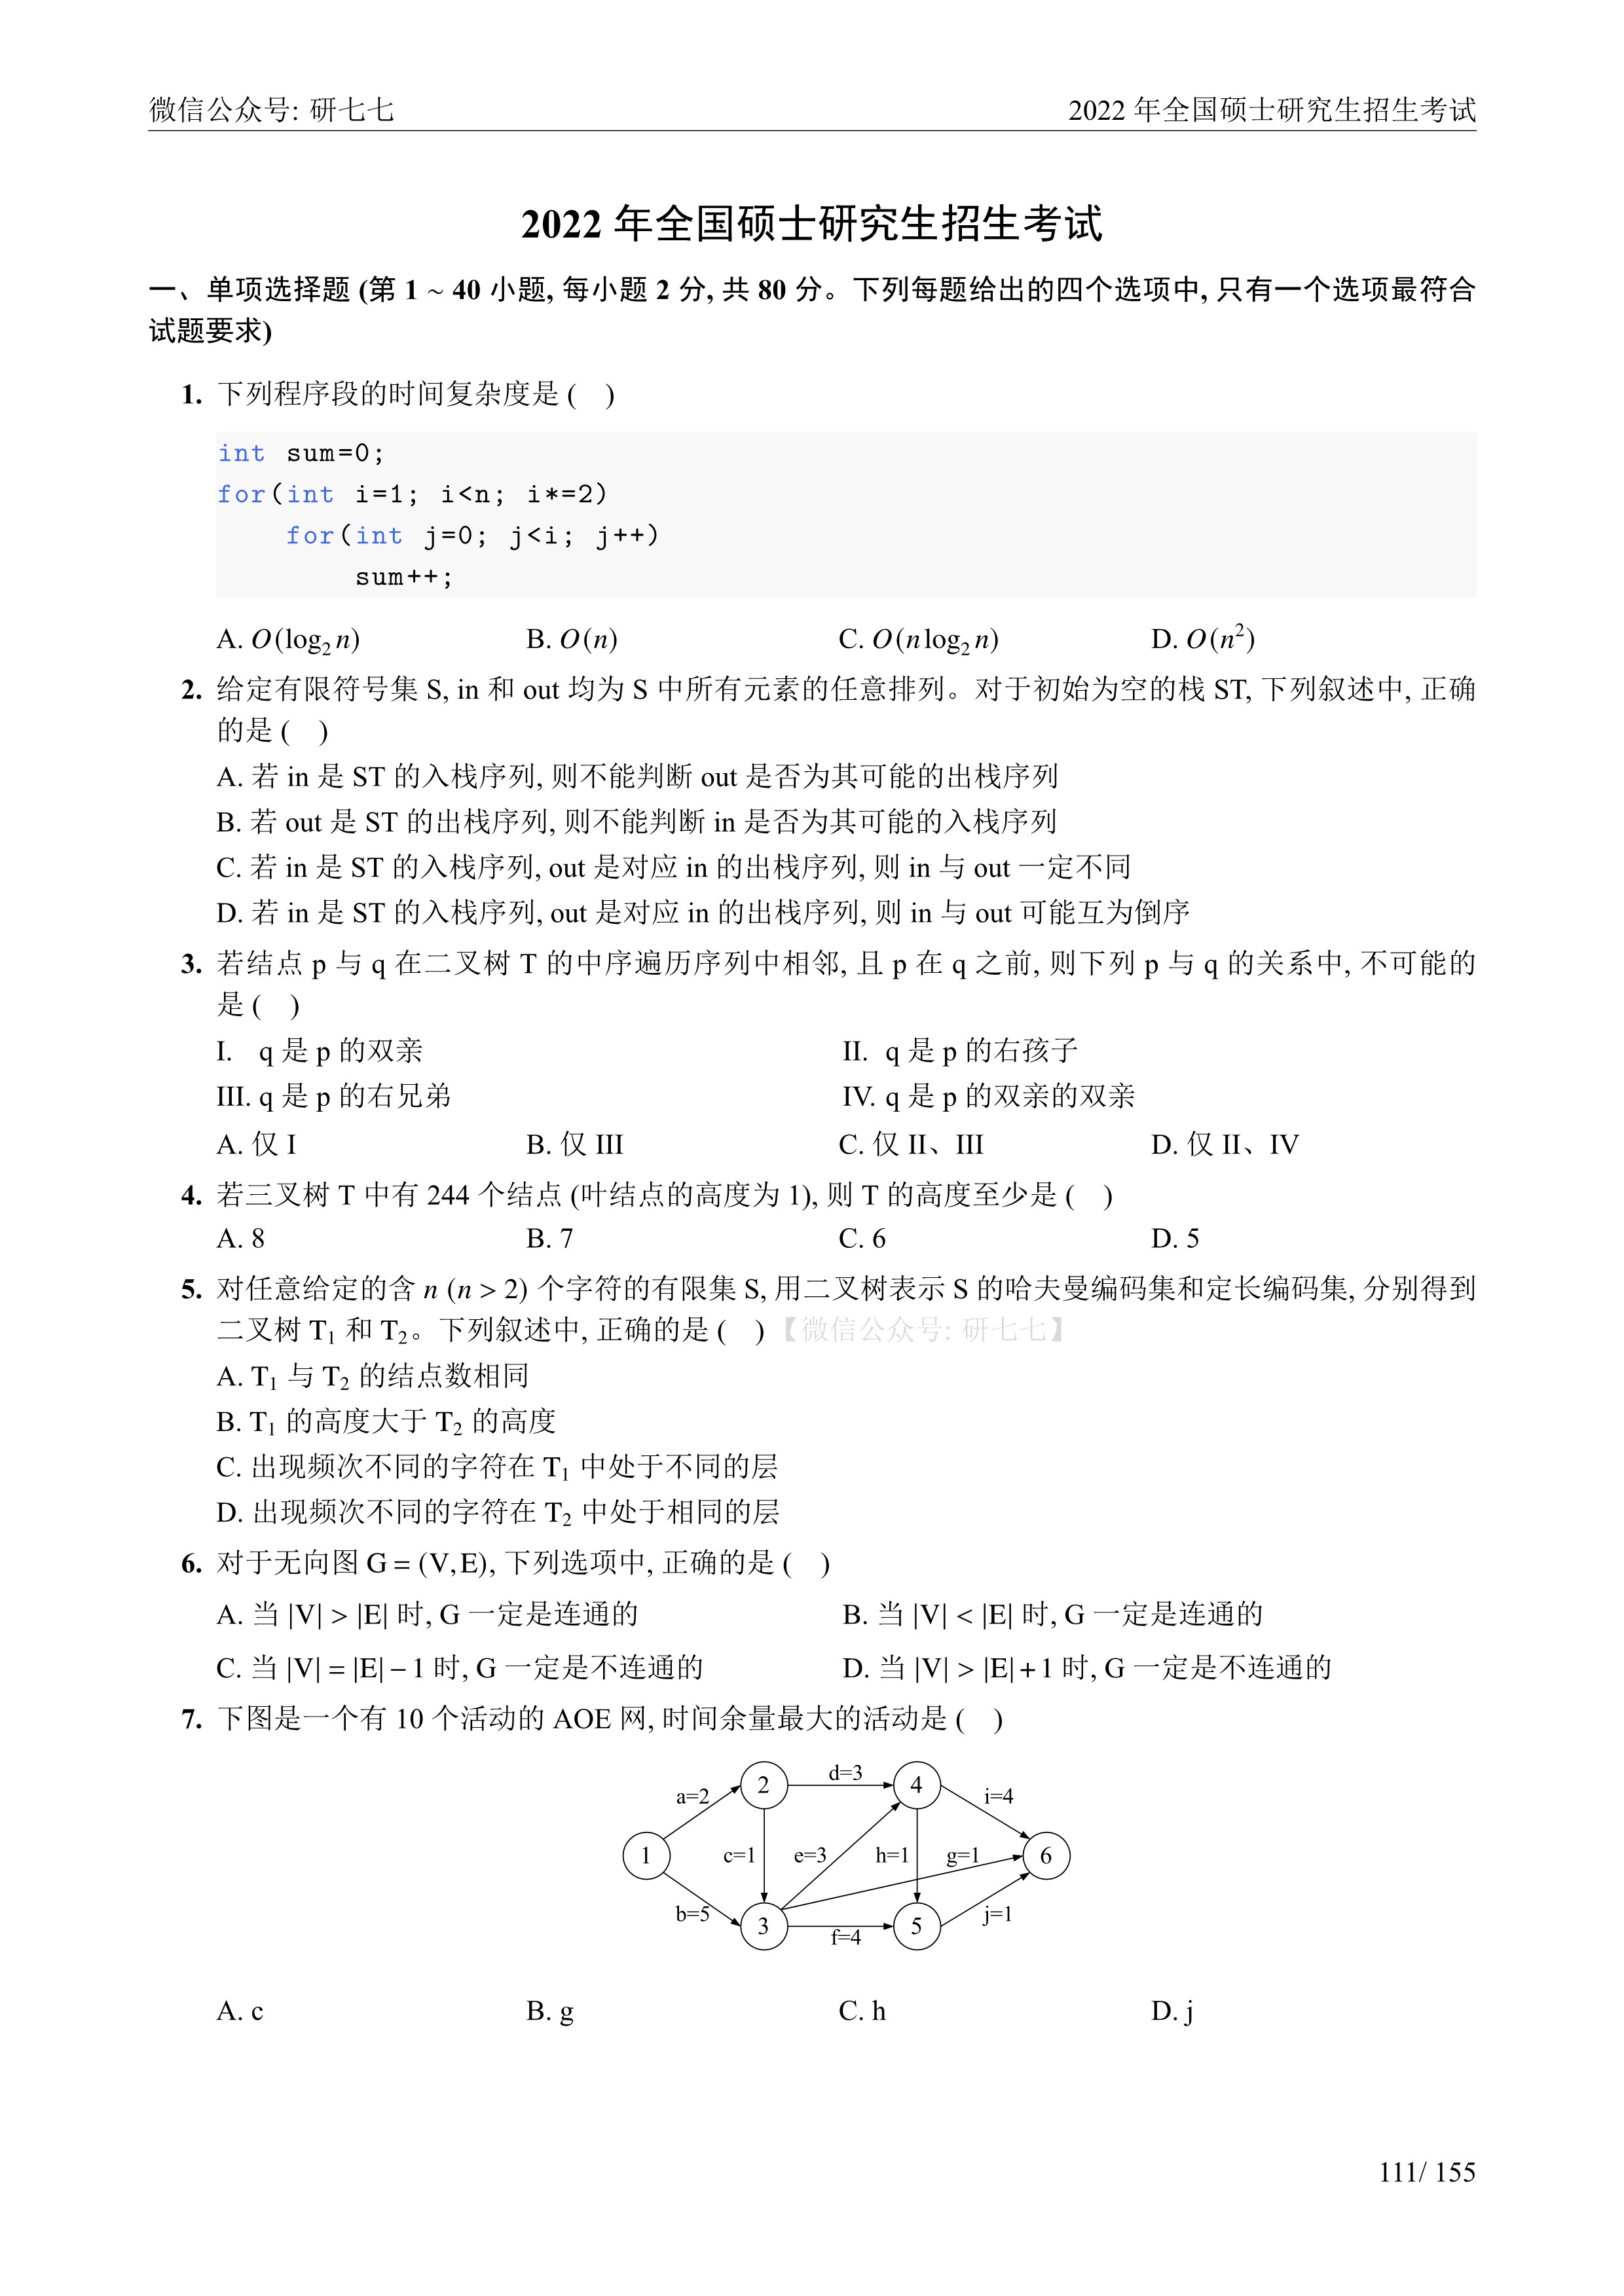 微信公众号: 研七七
2022 年全国硕士研究生招生考试
2022 年全国硕士研究生招生考试
一、单项选择题 (第 1 ~ 40 小题, 每小题 2 分, 共 80 分。下列每题给出的四个选项中, 只有一个选项最符合
试题要求)
1. 下列程序段的时间复杂度是 ( )
int sum=0;
for(int i=1; i<n; i*=2)
for(int j=0; j<i; j++)
sum++;
A. O(log₂ n) B. O(n) C. O(n log₂ n) D. O(n²)
2. 给定有限符号集 S, in 和 out 均为 S 中所有元素的任意排列。对于初始为空的栈 ST, 下列叙述中, 正确
的是 ( )
A. 若 in 是 ST 的入栈序列, 则不能判断 out 是否为其可能的出栈序列
B. 若 out 是 ST 的出栈序列, 则不能判断 in 是否为其可能的入栈序列
C. 若 in 是 ST 的入栈序列, out 是对应 in 的出栈序列, 则 in 与 out 一定不同
D. 若 in 是 ST 的入栈序列, out 是对应 in 的出栈序列, 则 in 与 out 可能互为倒序
3. 若结点 p 与 q 在二叉树 T 的中序遍历序列中相邻, 且 p 在 q 之前, 则下列 p 与 q 的关系中, 不可能的
是 ( )
I. q 是 p 的双亲 II. q 是 p 的右孩子
III. q 是 p 的右兄弟 IV. q 是 p 的双亲的双亲
A. 仅 I B. 仅 III C. 仅 II、III D. 仅 II、IV
4. 若三叉树 T 中有 244 个结点 (叶结点的高度为 1), 则 T 的高度至少是 ( )
A. 8 B. 7 C. 6 D. 5
5. 对任意给定的含 n (n > 2) 个字符的有限集 S, 用二叉树表示 S 的哈夫曼编码集和定长编码集, 分别得到
二叉树 T₁ 和 T₂。下列叙述中, 正确的是 ( ) 【微信公众号: 研七七】
A. T₁ 与 T₂ 的结点数相同
B. T₁ 的高度大于 T₂ 的高度
C. 出现频次不同的字符在 T₁ 中处于不同的层
D. 出现频次不同的字符在 T₂ 中处于相同的层
6. 对于无向图 G = (V, E), 下列选项中, 正确的是 ( )
A. 当 |V| > |E| 时, G 一定是连通的 B. 当 |V| < |E| 时, G 一定是连通的
C. 当 |V| = |E| − 1 时, G 一定是不连通的 D. 当 |V| > |E| + 1 时, G 一定是不连通的
7. 下图是一个有 10 个活动的 AOE 网, 时间余量最大的活动是 ( )
2 d=3 4
a=2 i=4
1 c=1 e=3 h=1 g=1 6
b=5 j=1
3 f=4 5
A. c B. g C. h D. j
111/ 155